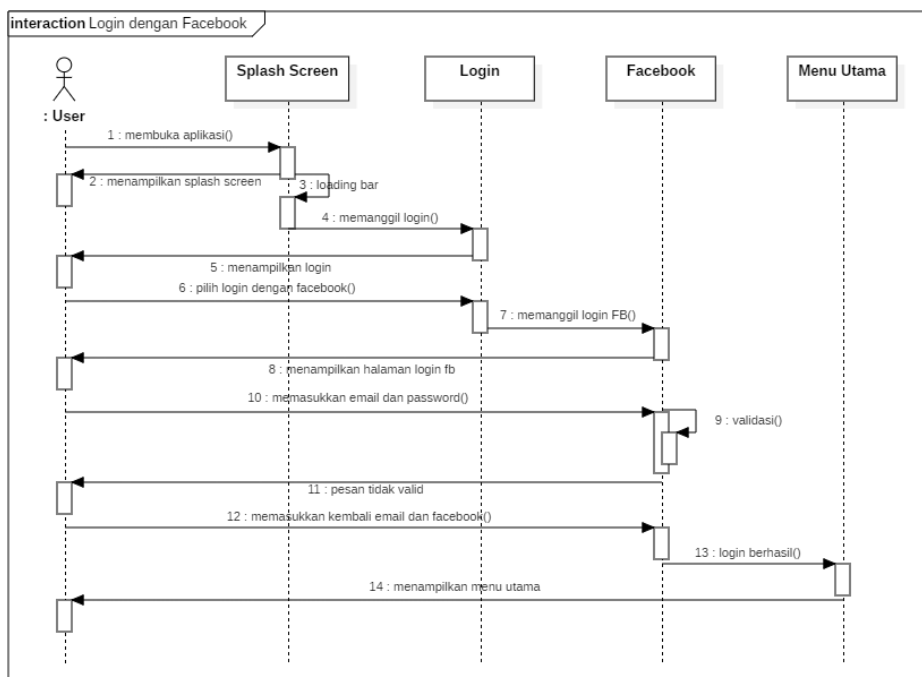 interaction Login dengan Facebook
Splash Screen
Login
Facebook
Menu Utama
: User
1 : membuka aplikasi()
2 : menampilkan splash screen
3 : loading bar
4 : memanggil login()
5 : menampilkan login
6 : pilih login dengan facebook()
7 : memanggil login FB()
8 : menampilkan halaman login fb
10 : memasukkan email dan password()
9 : validasi()
11 : pesan tidak valid
12 : memasukkan kembali email dan facebook()
13 : login berhasil()
14 : menampilkan menu utama